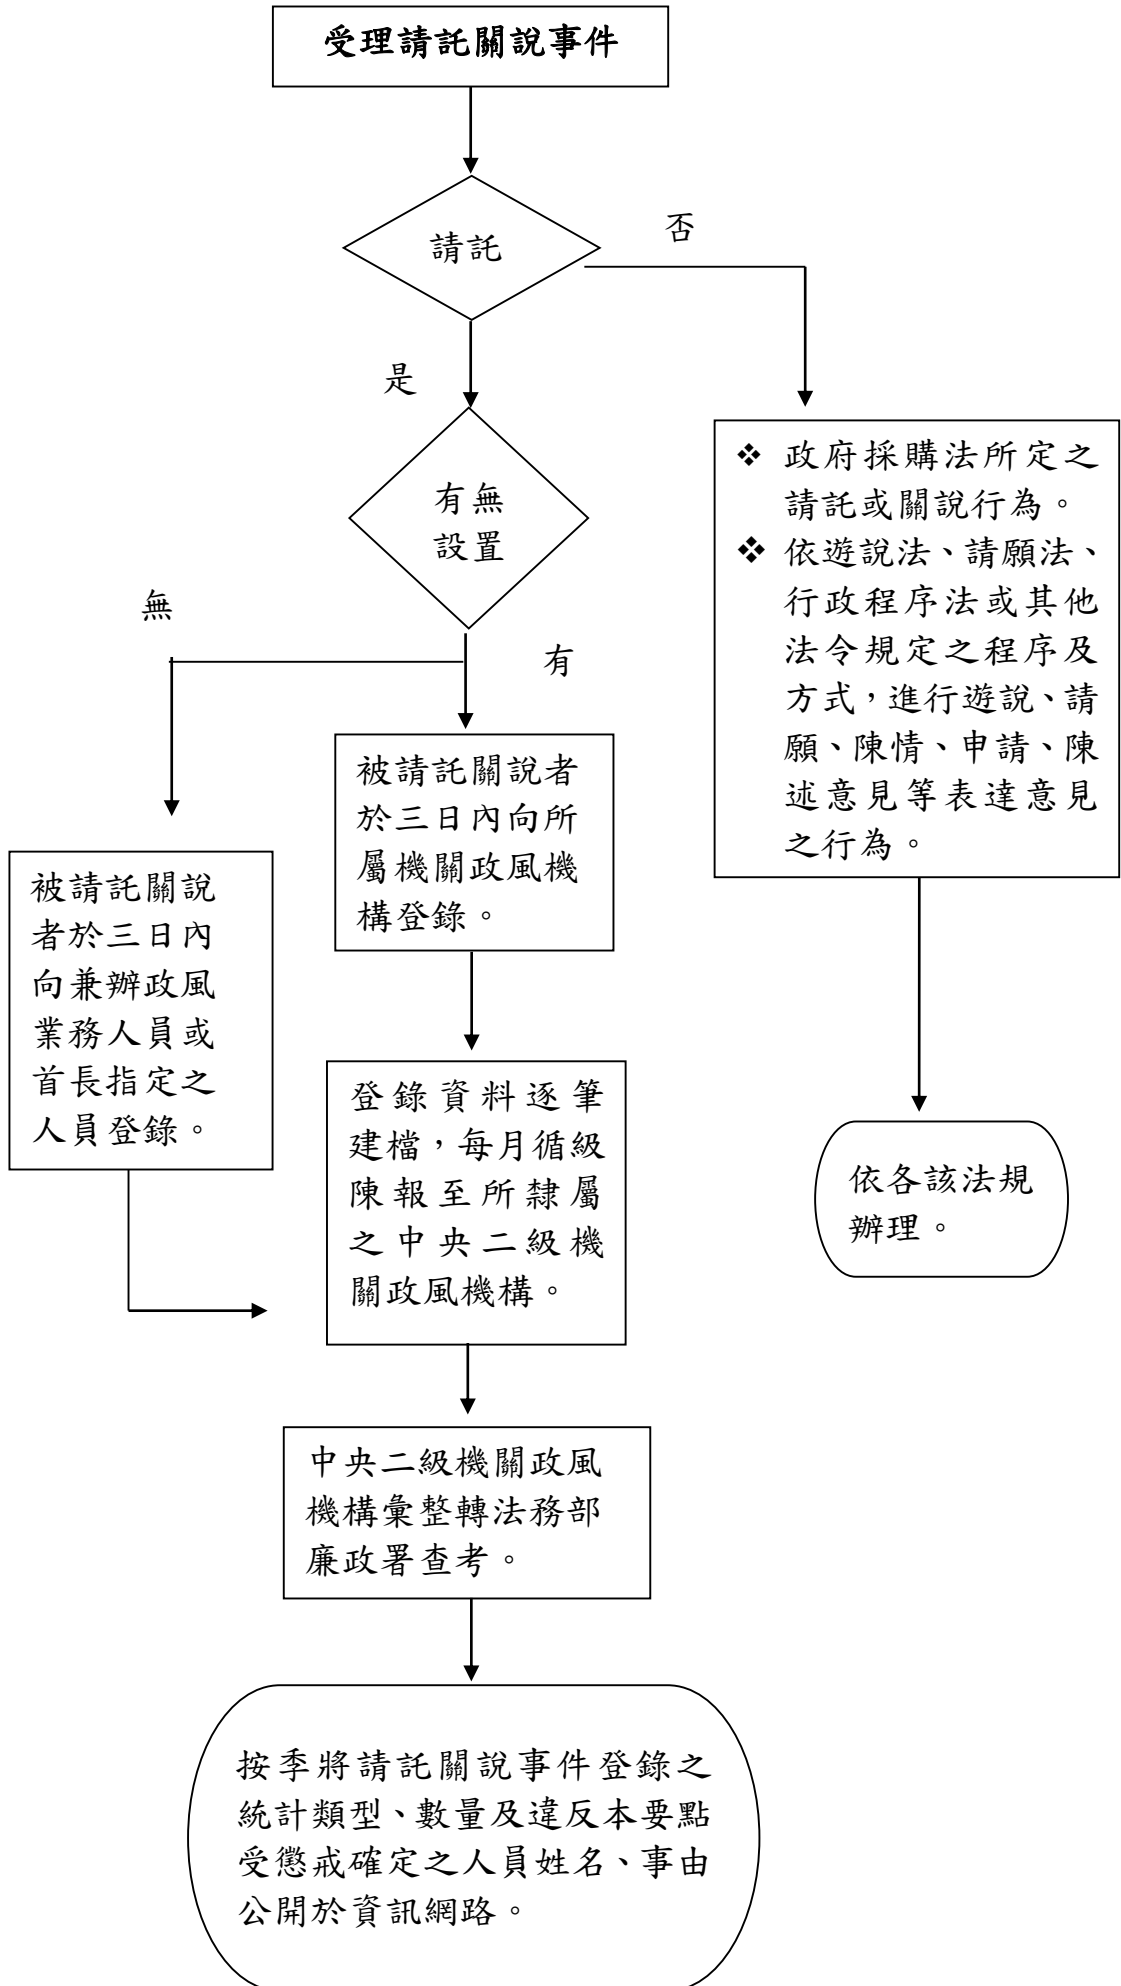 受理請託關說事件
請託
否
是
有無
設置
無
有
❖ 政府採購法所定之
請託或關說行為。
❖ 依遊說法、請願法、
行政程序法或其他
法令規定之程序及
方式，進行遊說、請
願、陳情、申請、陳
述意見等表達意見
之行為。
被請託關說者
於三日內向所
屬機關政風機
構登錄。
被請託關說
者於三日內
向兼辦政風
業務人員或
首長指定之
人員登錄。
登錄資料逐筆
建檔，每月循級
陳報至所隸屬
之中央二級機
關政風機構。
依各該法規
辦理。
中央二級機關政風
機構彙整轉法務部
廉政署查考。
按季將請託關說事件登錄之
統計類型、數量及違反本要點
受懲戒確定之人員姓名、事由
公開於資訊網路。